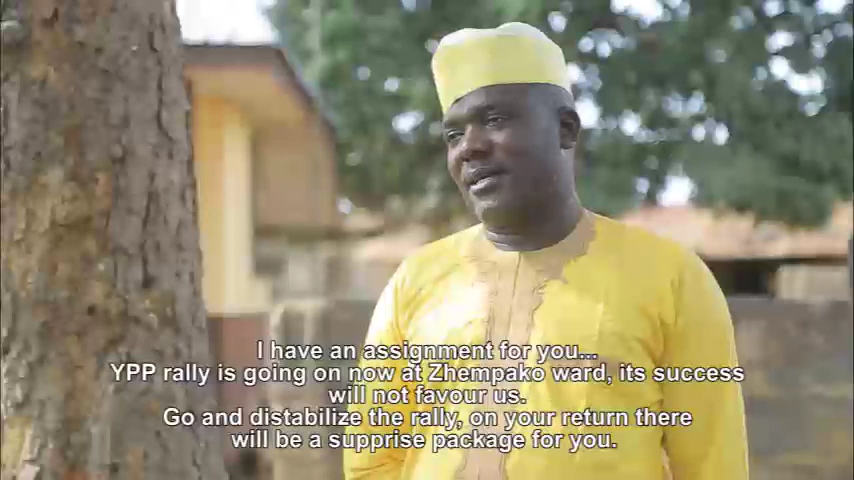 I have an assignment for you...
YPP rally is going on now at Zhempako ward, its success
will not favour us.
Go and distabilize the rally, on your return there
will be a supprise package for you.